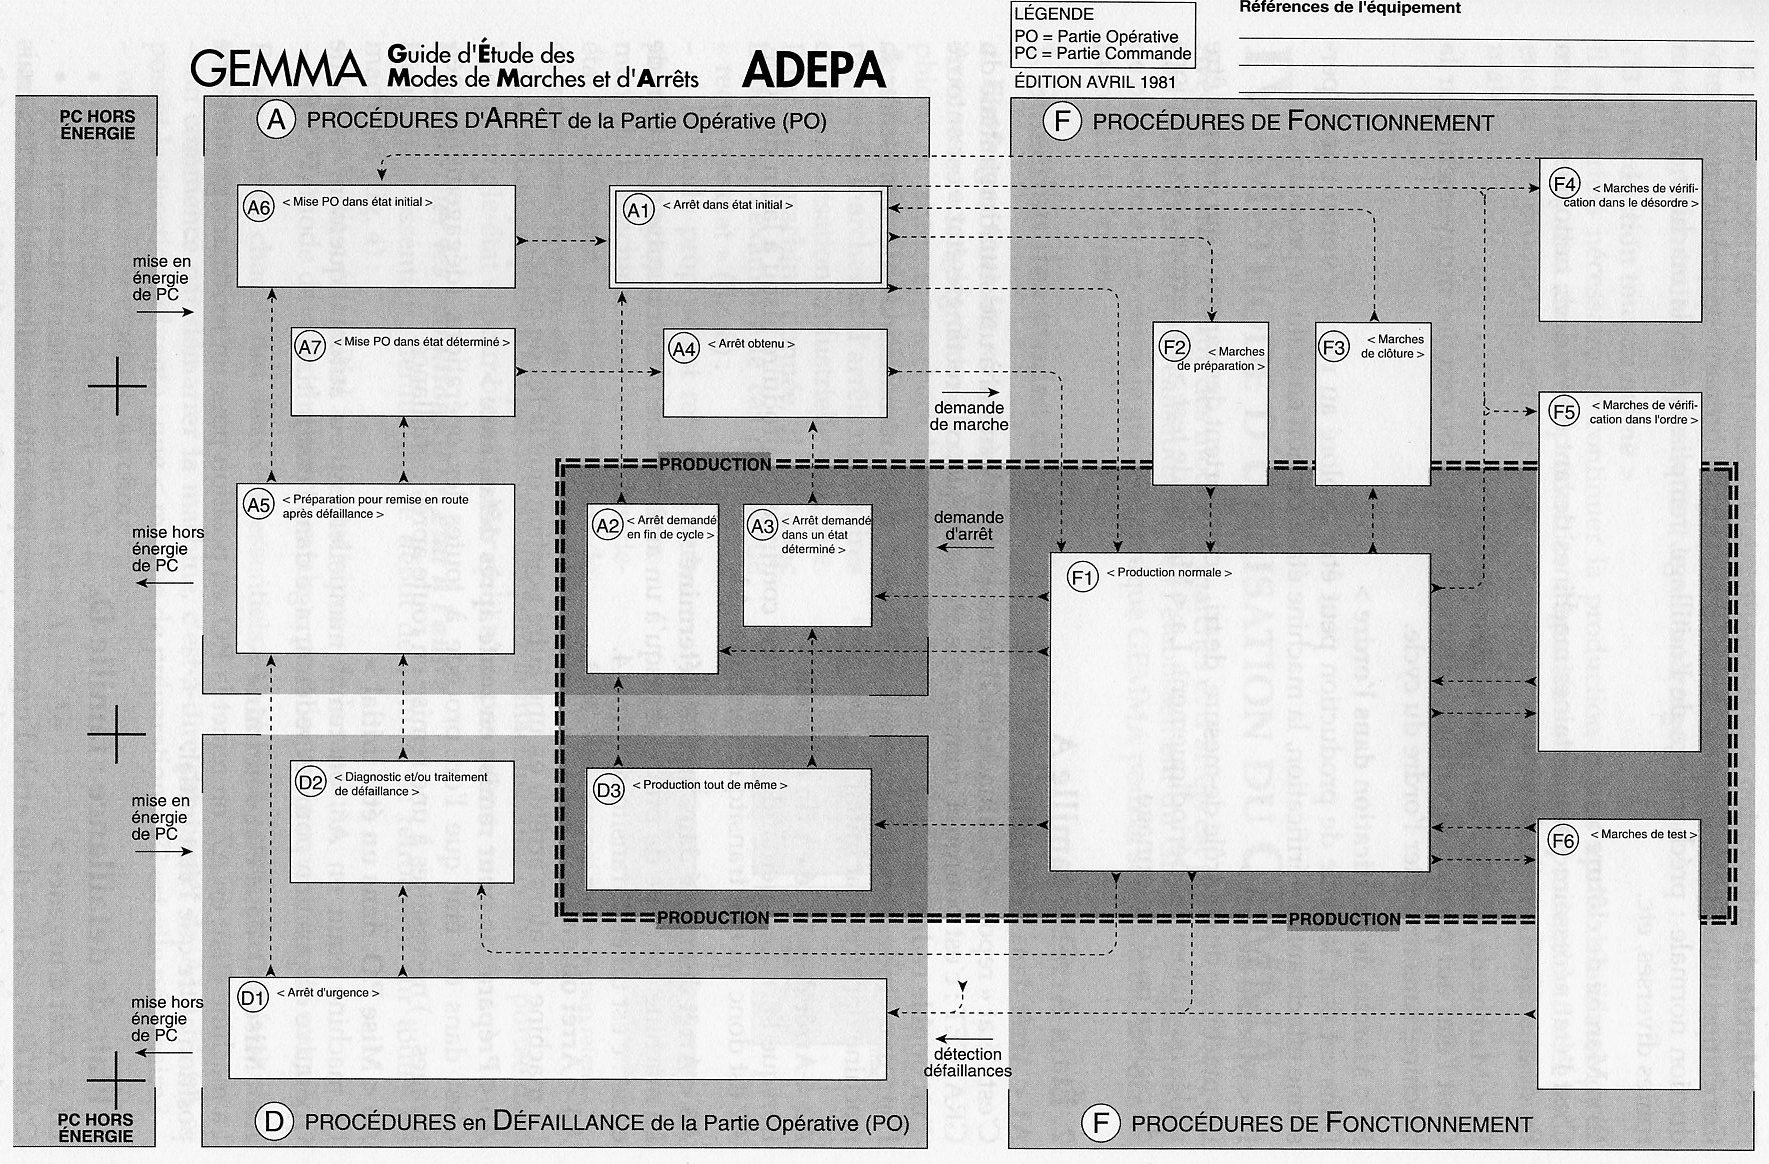 LÉGENDE
PO = Partie Opérative
PC = Partie Commande
ÉDITION AVRIL 1981
Références de l'équipement
GEMMA
Guide d'Étude des
Modes de Marches et d'Arrêts
ADEPA
PC HORS
ÉNERGIE
A PROCÉDURES D'ARRÊT de la Partie Opérative (PO)
F PROCÉDURES DE FONCTIONNEMENT
A6 < Mise PO dans état initial >
A1 < Arrêt dans état initial >
F4 < Marches de vérifi-
cation dans le désordre >
mise en
énergie
de PC
A7 < Mise PO dans état déterminé >
A4 < Arrêt obtenu >
F2 < Marches
de préparation >
F3 < Marches
de clôture >
demande
de marche
F5 < Marches de vérifi-
cation dans l'ordre >
PRODUCTION
A5 < Préparation pour remise en route
après défaillance >
A2 < Arrêt demandé
en fin de cycle >
A3 < Arrêt demandé
dans un état
déterminé >
demande
d'arrêt
mise hors
énergie
de PC
F1 < Production normale >
D2 < Diagnostic et/ou traitement
de défaillance >
D3 < Production tout de même >
mise en
énergie
de PC
F6 < Marches de test >
PRODUCTION
PRODUCTION
D1 < Arrêt d'urgence >
mise hors
énergie
de PC
détection
défaillances
PC HORS
ÉNERGIE
D PROCÉDURES en DÉFAILLANCE de la Partie Opérative (PO)
F PROCÉDURES DE FONCTIONNEMENT